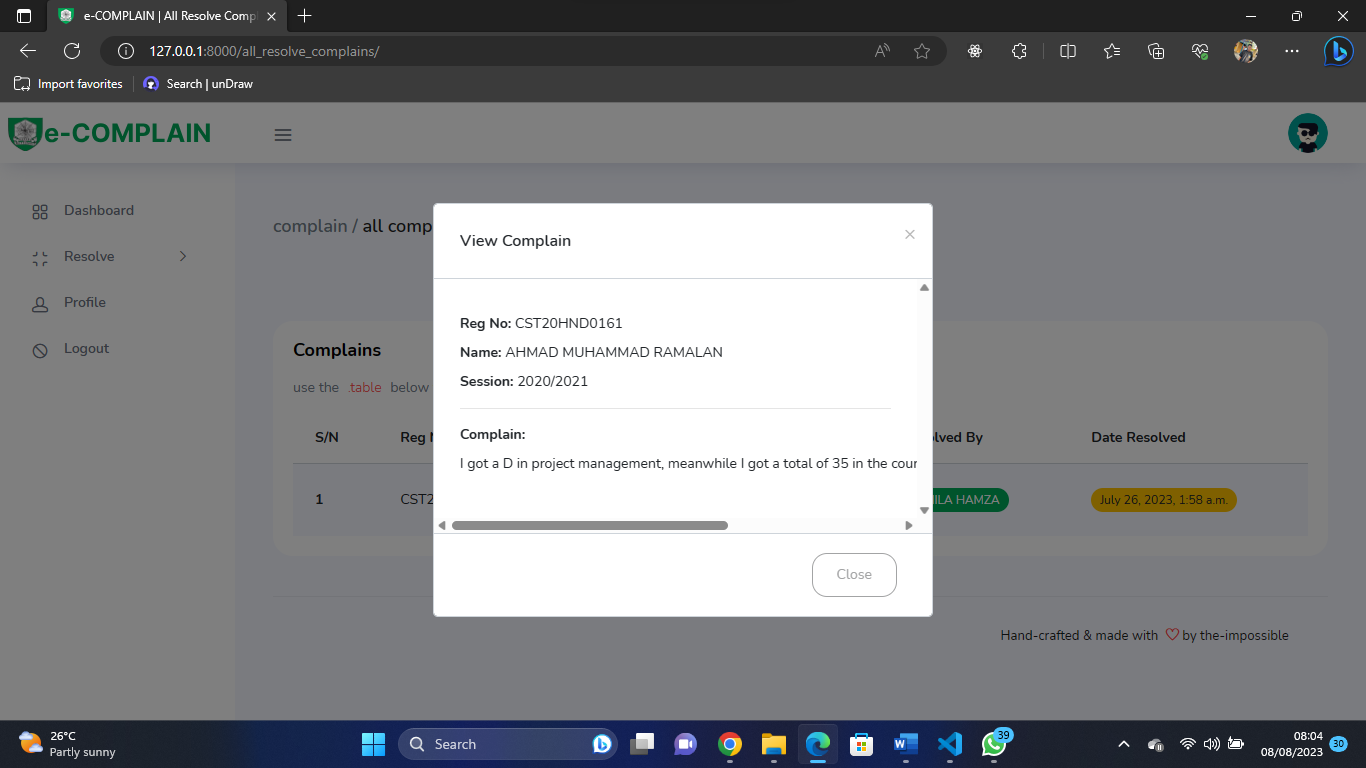 e-COMPLAIN | All Resolve Comp
127.0.0.1:8000/all_resolve_complains/
Import favorites
Search | unDraw
e-COMPLAIN
Dashboard
Resolve
Profile
Logout
complain / all comp
View Complain
Reg No: CST20HND0161
Name: AHMAD MUHAMMAD RAMALAN
Session: 2020/2021
Complain:
I got a D in project management, meanwhile I got a total of 35 in the cour
Close
Complains
use the .table below
S/N Reg lved By Date Resolved
1 CST2 ILA HAMZA July 26, 2023, 1:58 a.m.
Hand-crafted & made with by the-impossible
26°C
Partly sunny
Search
39
08:04
08/08/2023
30